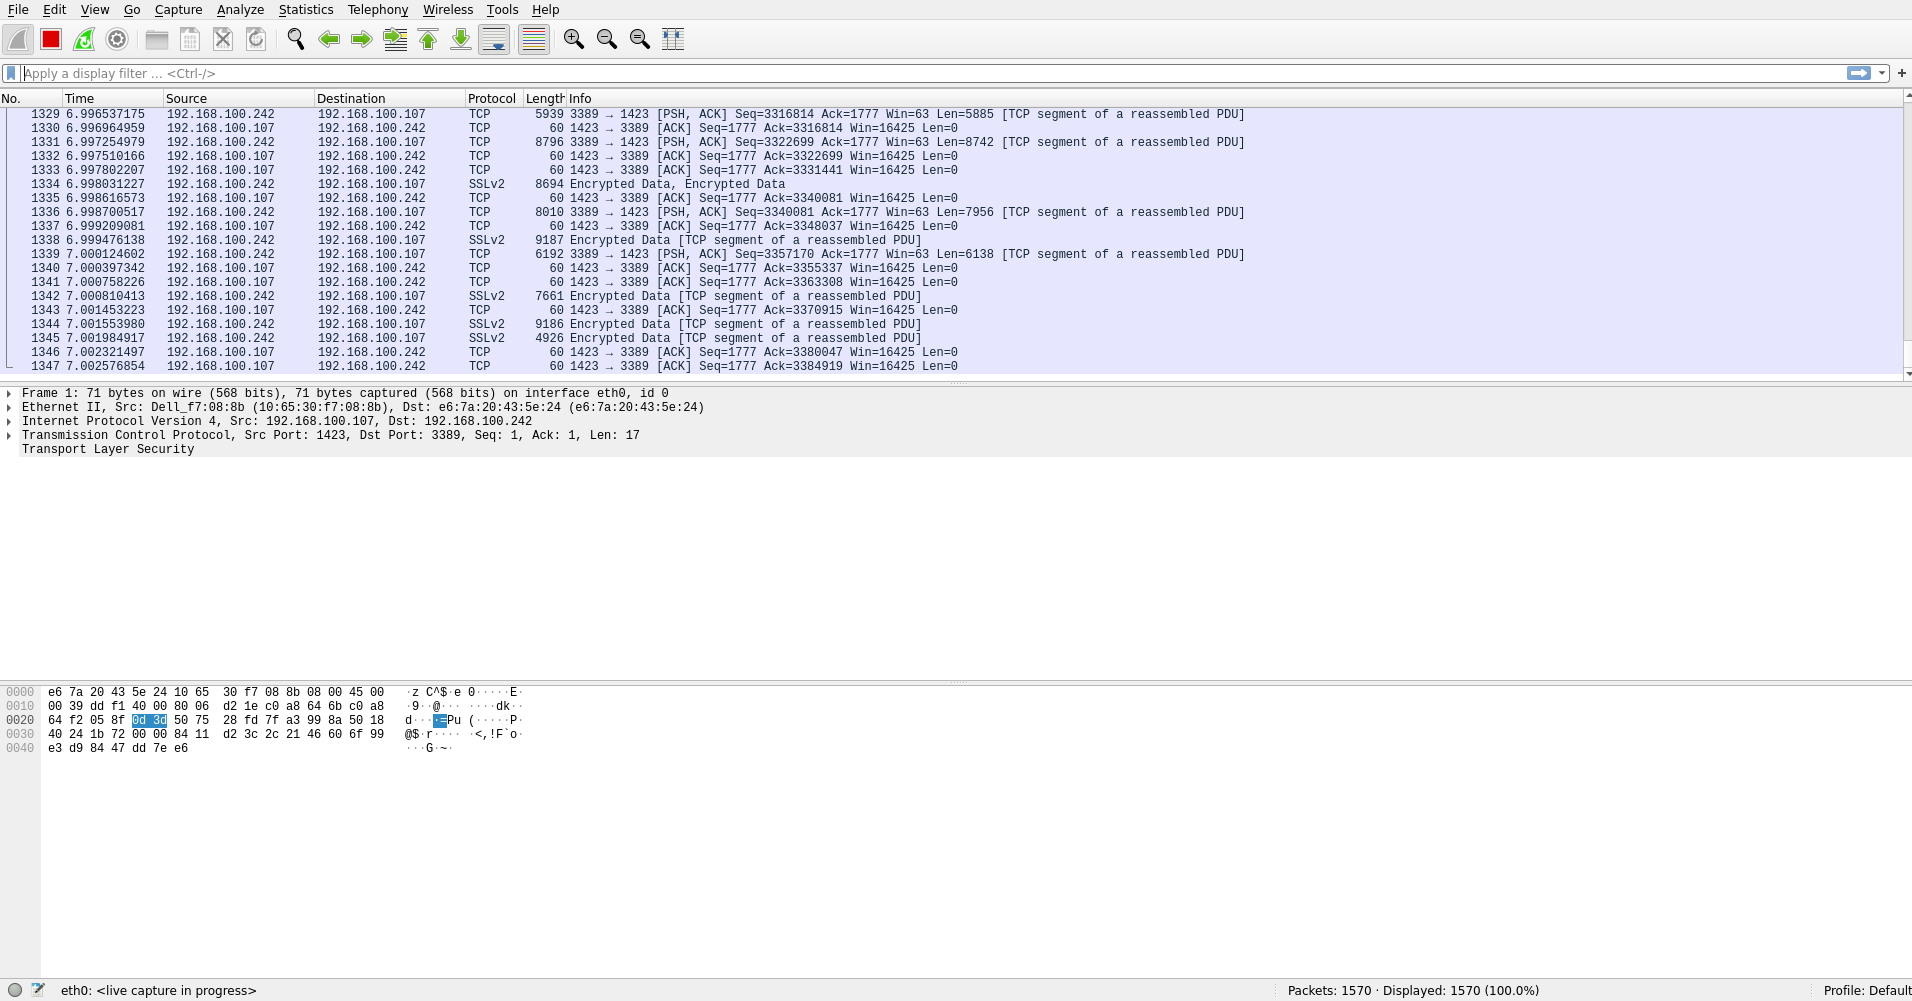 File Edit View Go Capture Analyze Statistics Telephony Wireless Tools Help
Apply a display filter … <Ctrl-/>
No. Time Source Destination Protocol Length Info
1329 6.996537175 192.168.100.242 192.168.100.107 TCP 5939 3389 → 1423 [PSH, ACK] Seq=3316814 Ack=1777 Win=63 Len=5885 [TCP segment of a reassembled PDU]
1330 6.996964959 192.168.100.107 192.168.100.242 TCP 60 1423 → 3389 [ACK] Seq=1777 Ack=3316814 Win=16425 Len=0
1331 6.997254979 192.168.100.242 192.168.100.107 TCP 8796 3389 → 1423 [PSH, ACK] Seq=3322699 Ack=1777 Win=63 Len=8742 [TCP segment of a reassembled PDU]
1332 6.997510166 192.168.100.107 192.168.100.242 TCP 60 1423 → 3389 [ACK] Seq=1777 Ack=3322699 Win=16425 Len=0
1333 6.997802207 192.168.100.107 192.168.100.242 TCP 60 1423 → 3389 [ACK] Seq=1777 Ack=3331441 Win=16425 Len=0
1334 6.998031227 192.168.100.242 192.168.100.107 SSLv2 8694 Encrypted Data, Encrypted Data
1335 6.998616573 192.168.100.107 192.168.100.242 TCP 60 1423 → 3389 [ACK] Seq=1777 Ack=3340081 Win=16425 Len=0
1336 6.998700517 192.168.100.242 192.168.100.107 TCP 8010 3389 → 1423 [PSH, ACK] Seq=3340081 Ack=1777 Win=63 Len=7956 [TCP segment of a reassembled PDU]
1337 6.999209081 192.168.100.107 192.168.100.242 TCP 60 1423 → 3389 [ACK] Seq=1777 Ack=3348037 Win=16425 Len=0
1338 6.999476138 192.168.100.242 192.168.100.107 SSLv2 9187 Encrypted Data [TCP segment of a reassembled PDU]
1339 7.000124602 192.168.100.242 192.168.100.107 TCP 6192 3389 → 1423 [PSH, ACK] Seq=3357170 Ack=1777 Win=63 Len=6138 [TCP segment of a reassembled PDU]
1340 7.000397342 192.168.100.107 192.168.100.242 TCP 60 1423 → 3389 [ACK] Seq=1777 Ack=3355337 Win=16425 Len=0
1341 7.000758226 192.168.100.107 192.168.100.242 TCP 60 1423 → 3389 [ACK] Seq=1777 Ack=3363308 Win=16425 Len=0
1342 7.000810413 192.168.100.242 192.168.100.107 SSLv2 7661 Encrypted Data [TCP segment of a reassembled PDU]
1343 7.001453223 192.168.100.107 192.168.100.242 TCP 60 1423 → 3389 [ACK] Seq=1777 Ack=3370915 Win=16425 Len=0
1344 7.001553980 192.168.100.242 192.168.100.107 SSLv2 9186 Encrypted Data [TCP segment of a reassembled PDU]
1345 7.001984917 192.168.100.242 192.168.100.107 SSLv2 4926 Encrypted Data [TCP segment of a reassembled PDU]
1346 7.002321497 192.168.100.107 192.168.100.242 TCP 60 1423 → 3389 [ACK] Seq=1777 Ack=3380047 Win=16425 Len=0
1347 7.002576854 192.168.100.107 192.168.100.242 TCP 60 1423 → 3389 [ACK] Seq=1777 Ack=3384919 Win=16425 Len=0
Frame 1: 71 bytes on wire (568 bits), 71 bytes captured (568 bits) on interface eth0, id 0
Ethernet II, Src: Dell_f7:08:8b (10:65:30:f7:08:8b), Dst: e6:7a:20:43:5e:24 (e6:7a:20:43:5e:24)
Internet Protocol Version 4, Src: 192.168.100.107, Dst: 192.168.100.242
Transmission Control Protocol, Src Port: 1423, Dst Port: 3389, Seq: 1, Ack: 1, Len: 17
Transport Layer Security
0000 e6 7a 20 43 5e 24 10 65 30 f7 08 8b 08 00 45 00 ·z C^$·e 0·····E·
0010 00 39 dd f1 40 00 80 06 d2 1e c0 a8 64 6b c0 a8 ·9··@··· ····dk··
0020 64 f2 05 8f 0d 3d 50 75 28 fd 7f a3 99 8a 50 18 d····=Pu (·····P·
0030 40 24 1b 72 00 00 84 11 d2 3c 2c 21 46 60 6f 99 @$·r···· ·<,!F`o·
0040 e3 d9 84 47 dd 7e e6 ···G·~·
eth0: <live capture in progress> Packets: 1570 · Displayed: 1570 (100.0%) Profile: Default